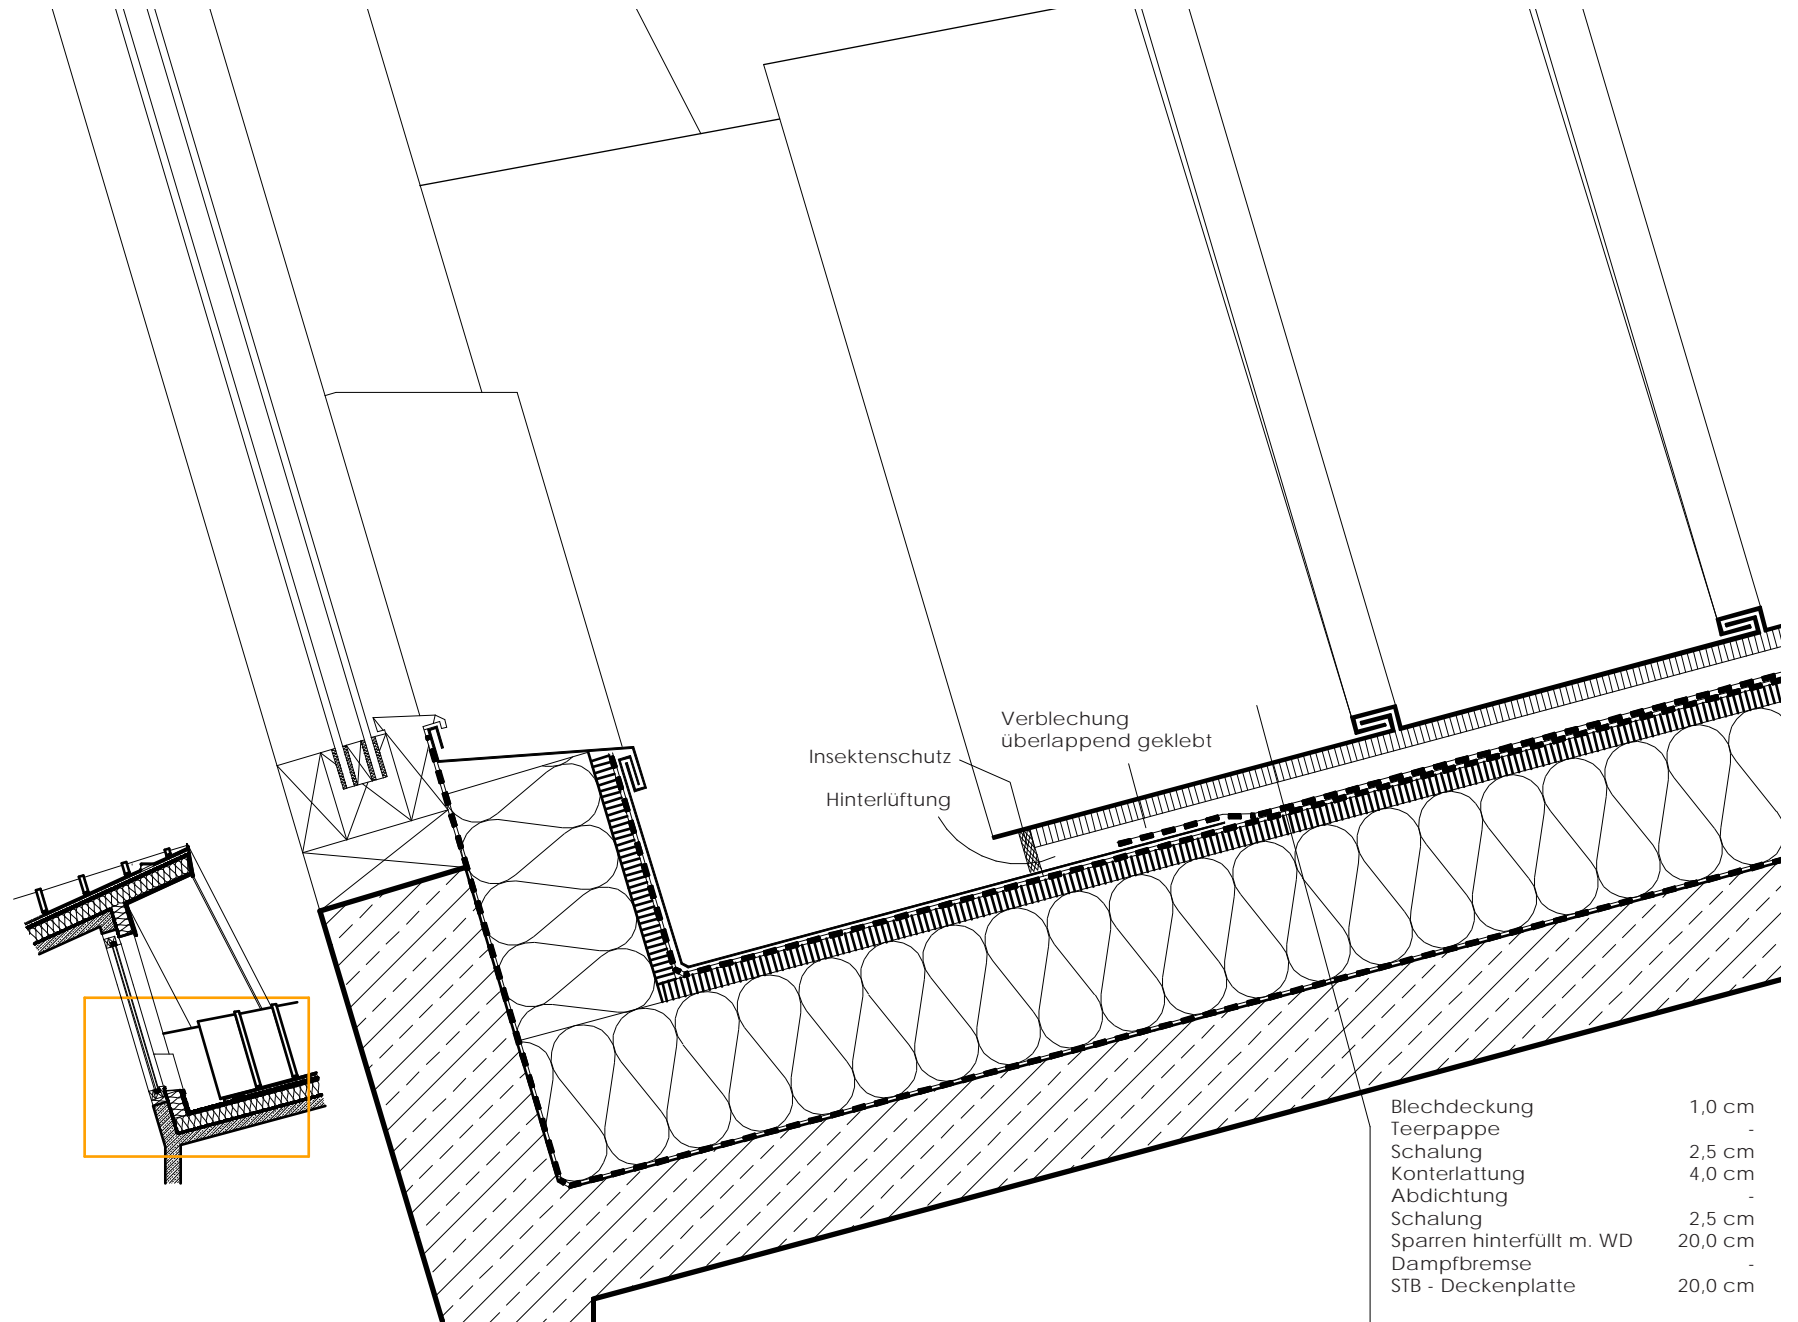 Verblechung
überlappend geklebt
Insektenschutz
Hinterlüftung
Blechdeckung 1,0 cm
Teerpappe -
Schalung 2,5 cm
Konterlattung 4,0 cm
Abdichtung -
Schalung 2,5 cm
Sparren hinterfüllt m. WD 20,0 cm
Dampfbremse -
STB - Deckenplatte 20,0 cm